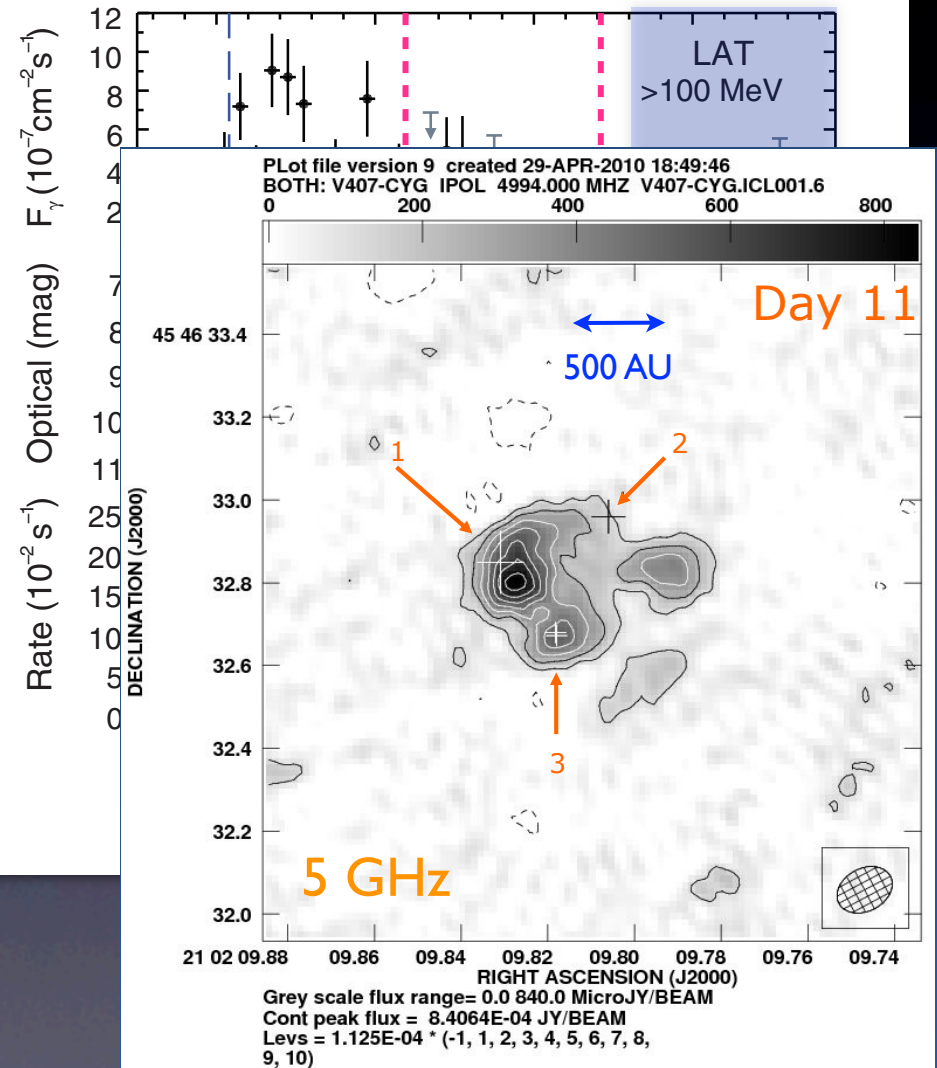 12
10
8
6
4
2
F_γ (10⁻⁷cm⁻²s⁻¹)
LAT
>100 MeV
7
8
9
10
11
Optical (mag)
25
20
15
10
5
0
Rate (10⁻² s⁻¹)
PLot file version 9 created 29-APR-2010 18:49:46
BOTH: V407-CYG IPOL 4994.000 MHZ V407-CYG.ICL001.6
0 200 400 600 800
Day 11
500 AU
1
2
3
5 GHz
DECLINATION (J2000)
45 46 33.4
33.2
33.0
32.8
32.6
32.4
32.2
32.0
21 02 09.88 09.86 09.84 09.82 09.80 09.78 09.76 09.74
RIGHT ASCENSION (J2000)
Grey scale flux range= 0.0 840.0 MicroJY/BEAM
Cont peak flux = 8.4064E-04 JY/BEAM
Levs = 1.125E-04 * (-1, 1, 2, 3, 4, 5, 6, 7, 8,
9, 10)